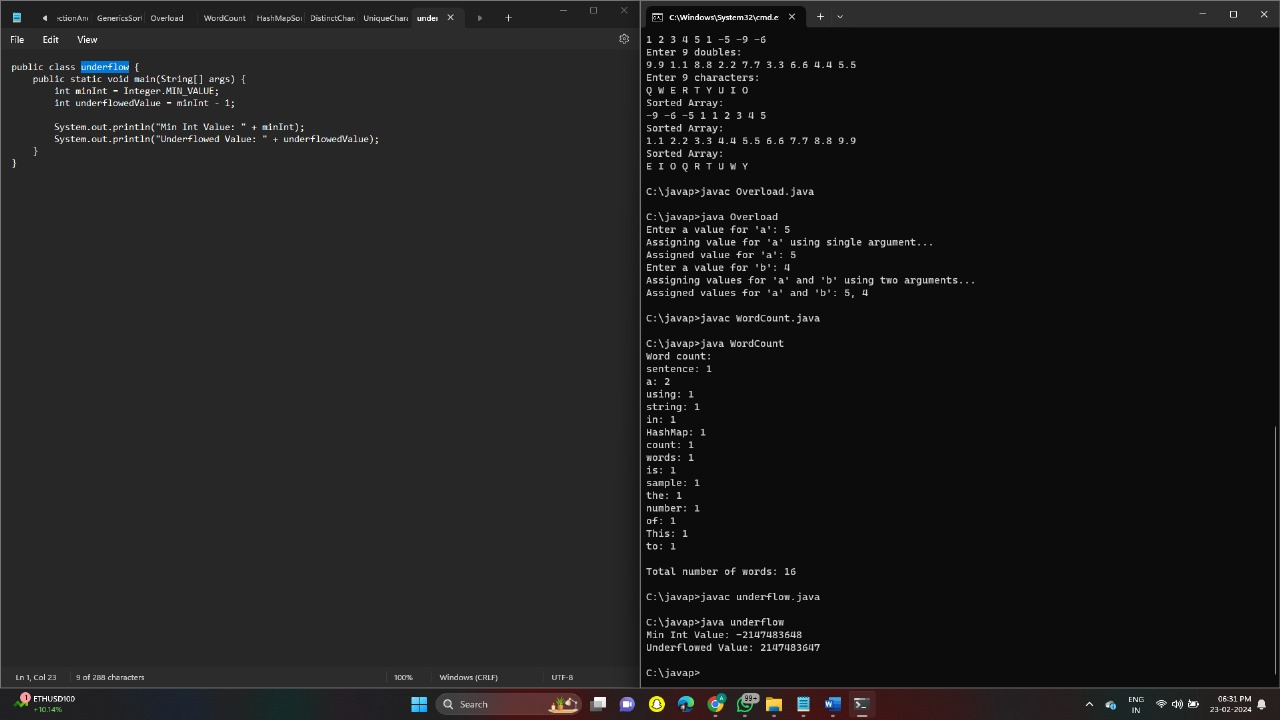 ectionAn GenericsSor Overload WordCount HashMapSo DistinctChar UniqueChara under
File Edit View
public class underflow {
public static void main(String[] args) {
int minInt = Integer.MIN_VALUE;
int underflowedValue = minInt - 1;
System.out.println("Min Int Value: " + minInt);
System.out.println("Underflowed Value: " + underflowedValue);
}
}
Ln 1, Col 23 9 of 288 characters 100% Windows (CRLF) UTF-8
C:\Windows\System32\cmd.e
1 2 3 4 5 1 -5 -9 -6
Enter 9 doubles:
9.9 1.1 8.8 2.2 7.7 3.3 6.6 4.4 5.5
Enter 9 characters:
Q W E R T Y U I O
Sorted Array:
-9 -6 -5 1 1 2 3 4 5
Sorted Array:
1.1 2.2 3.3 4.4 5.5 6.6 7.7 8.8 9.9
Sorted Array:
E I O Q R T U W Y
C:\javap>javac Overload.java
C:\javap>java Overload
Enter a value for 'a': 5
Assigning value for 'a' using single argument...
Assigned value for 'a': 5
Enter a value for 'b': 4
Assigning values for 'a' and 'b' using two arguments...
Assigned values for 'a' and 'b': 5, 4
C:\javap>javac WordCount.java
C:\javap>java WordCount
Word count:
sentence: 1
a: 2
using: 1
string: 1
in: 1
HashMap: 1
count: 1
words: 1
is: 1
sample: 1
the: 1
number: 1
of: 1
This: 1
to: 1
Total number of words: 16
C:\javap>javac underflow.java
C:\javap>java underflow
Min Int Value: -2147483648
Underflowed Value: 2147483647
C:\javap>
1 ETHUSD100
+10.14%
Search
99+
ENG
IN
06:31 PM
23-02-2024